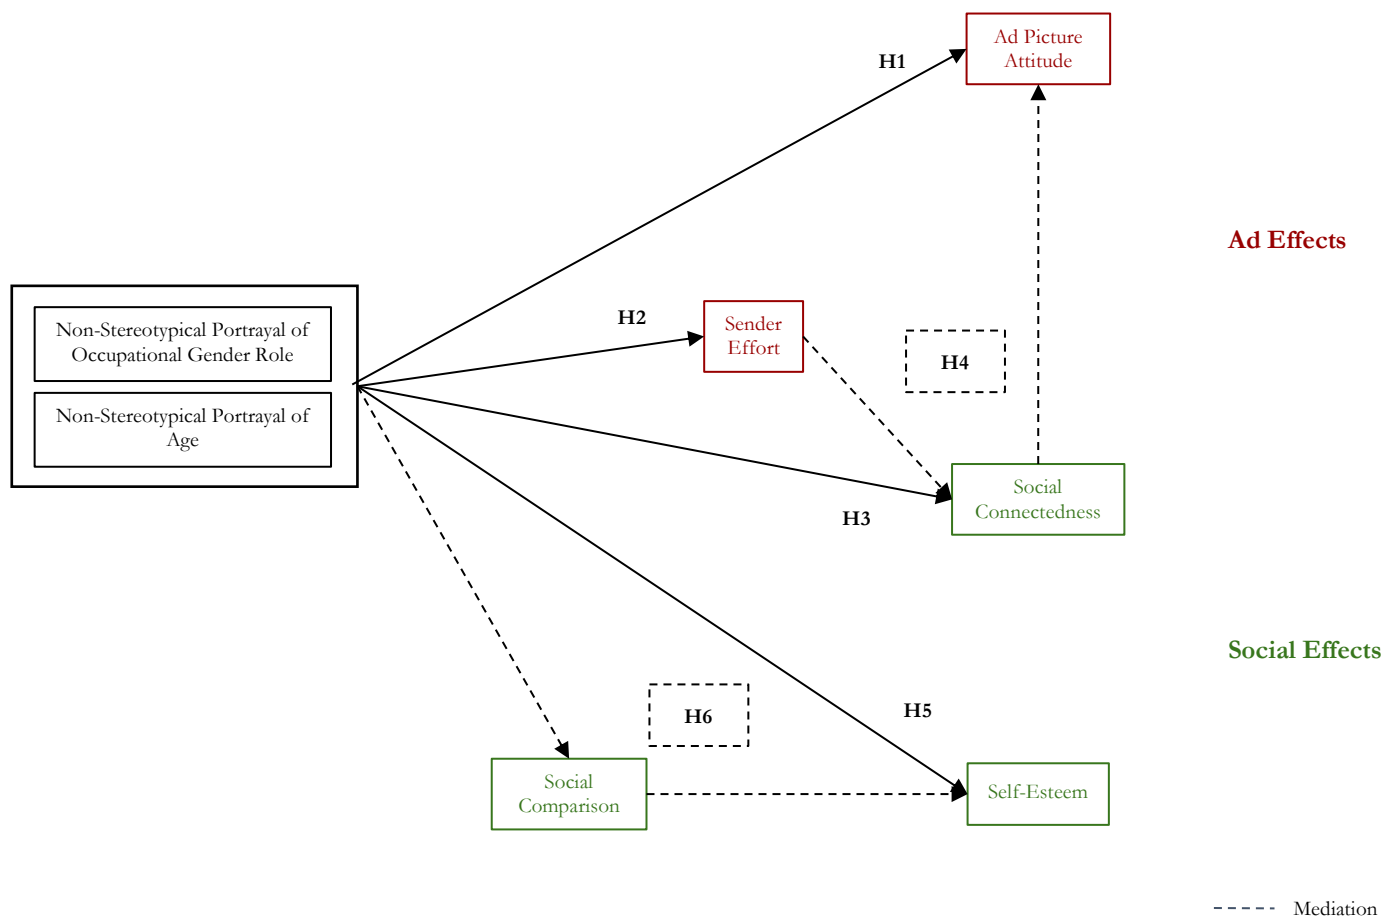 Ad Picture
Attitude
H1
Ad Effects
Non-Stereotypical Portrayal of
Occupational Gender Role
Non-Stereotypical Portrayal of
Age
H2
Sender
Effort
H4
H3
Social
Connectedness
Social Effects
H6
H5
Social
Comparison
Self-Esteem
Mediation